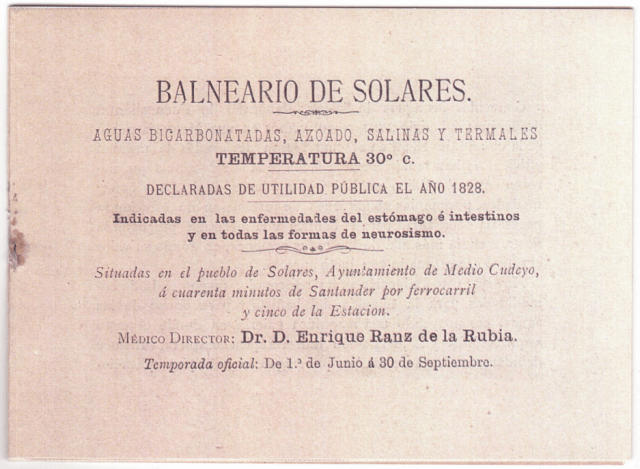 BALNEARIO DE SOLARES.
AGUAS BICARBONATADAS, AZOADO, SALINAS Y TERMALES
TEMPERATURA 30º C.
DECLARADAS DE UTILIDAD PÚBLICA EL AÑO 1828.
Indicadas en las enfermedades del estómago é intestinos
y en todas las formas de neurosismo.
Situadas en el pueblo de Solares, Ayuntamiento de Medio Cudeyo,
á cuarenta minutos de Santander por ferrocarril
y cinco de la Estacion.
MÉDICO DIRECTOR: Dr. D. Enrique Ranz de la Rubia.
Temporada oficial: De 1.ª de Junio á 30 de Septiembre.